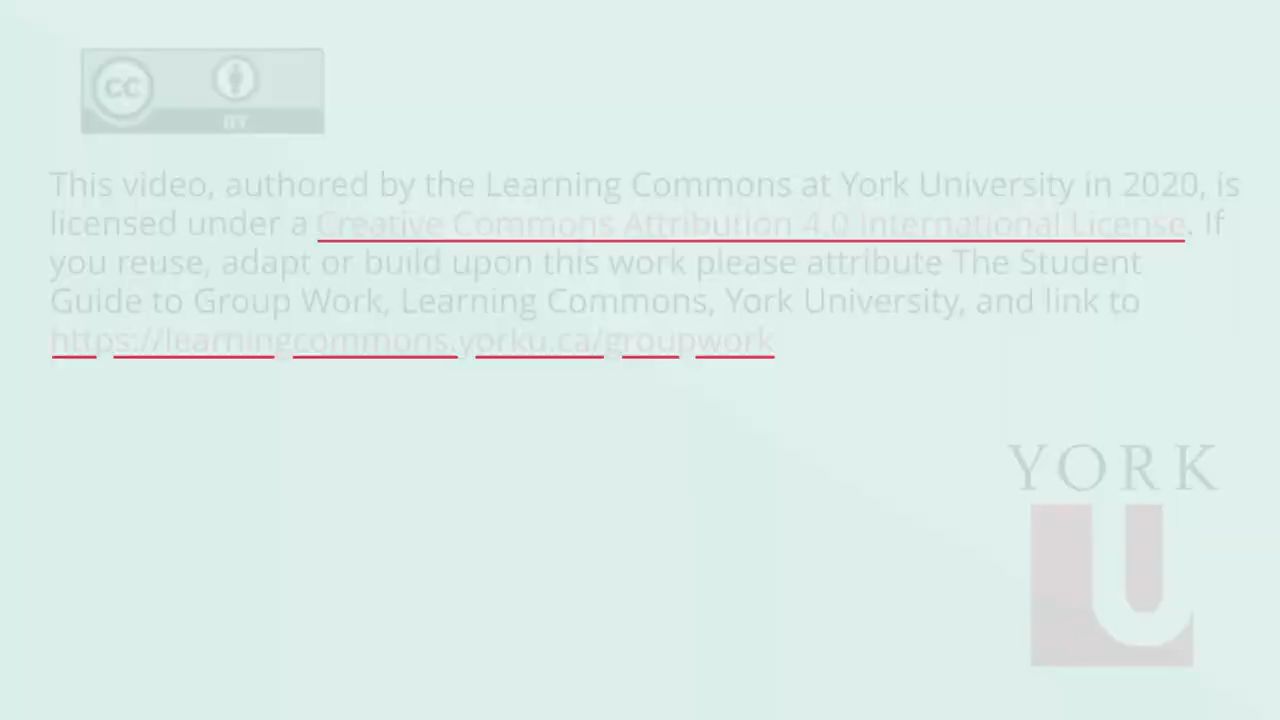 CC
BY
This video, authored by the Learning Commons at York University in 2020, is
licensed under a Creative Commons Attribution 4.0 International License. If
you reuse, adapt or build upon this work please attribute The Student
Guide to Group Work, Learning Commons, York University, and link to
https://learningcommons.yorku.ca/groupwork
YORK
U